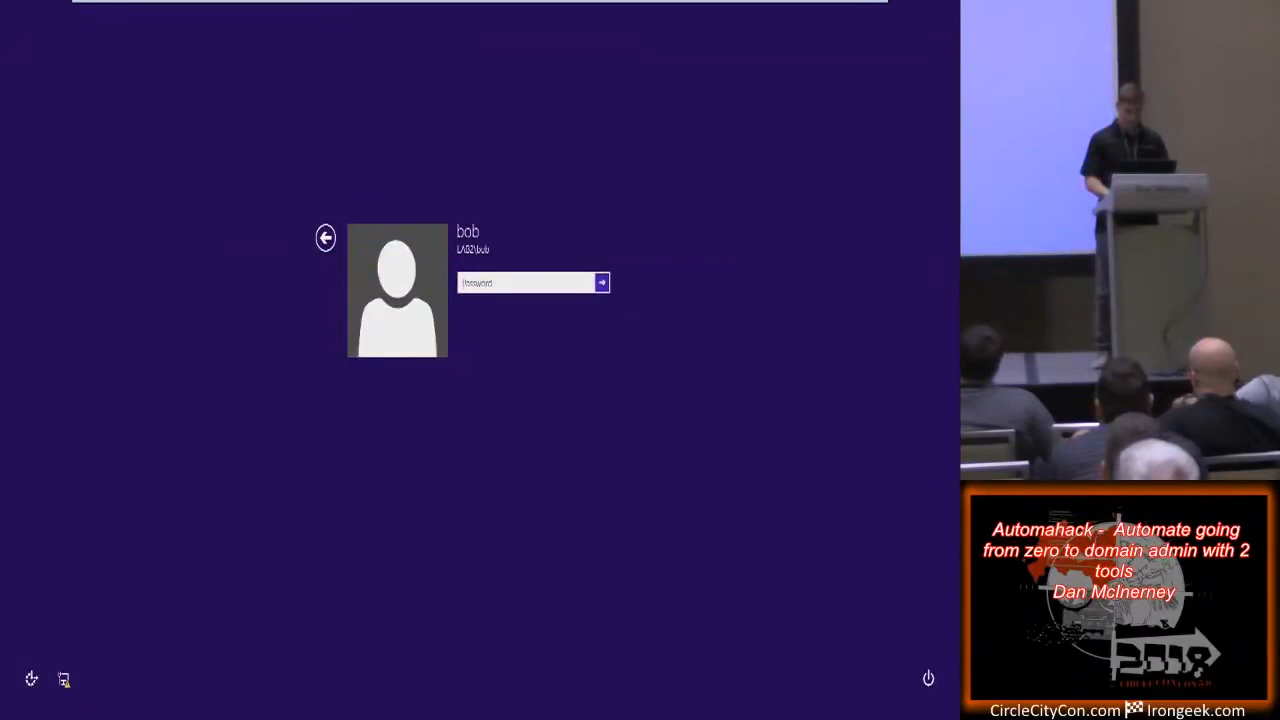 bob
LAB2\bob
Password
Automahack - Automate going
from zero to domain admin with 2
tools
Dan McInerney
2018
CircleCityCon.com Irongeek.com